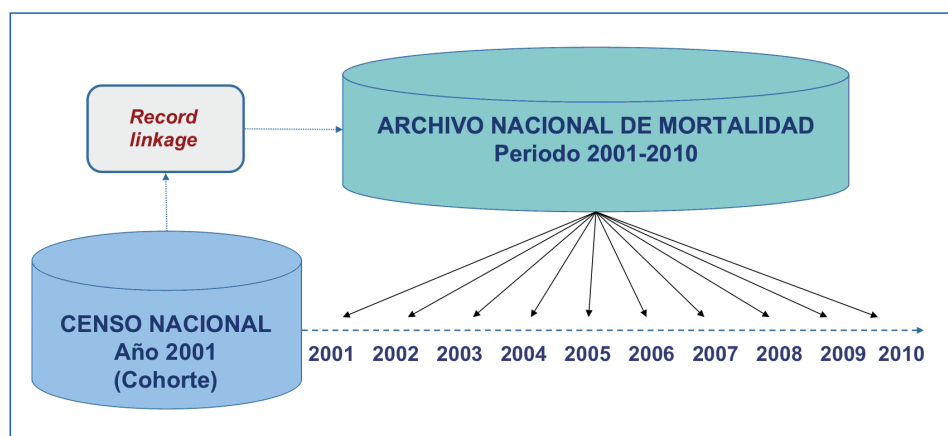 Record
linkage
ARCHIVO NACIONAL DE MORTALIDAD
Periodo 2001-2010
CENSO NACIONAL
Año 2001
(Cohorte)
2001 2002 2003 2004 2005 2006 2007 2008 2009 2010